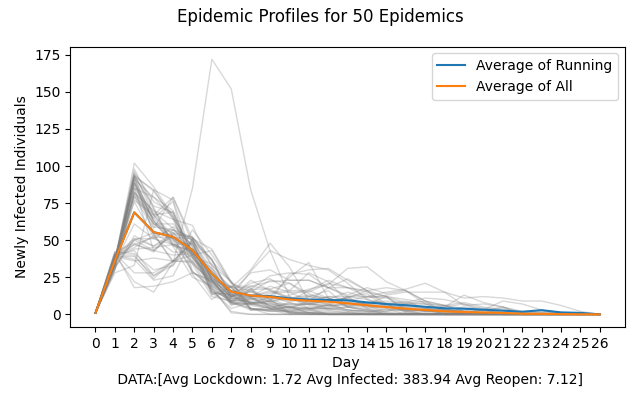 Epidemic Profiles for 50 Epidemics
Newly Infected Individuals
175
150
125
100
75
50
25
0
Average of Running
Average of All
0 1 2 3 4 5 6 7 8 9 10 11 12 13 14 15 16 17 18 19 20 21 22 23 24 25 26
Day
DATA:[Avg Lockdown: 1.72 Avg Infected: 383.94 Avg Reopen: 7.12]